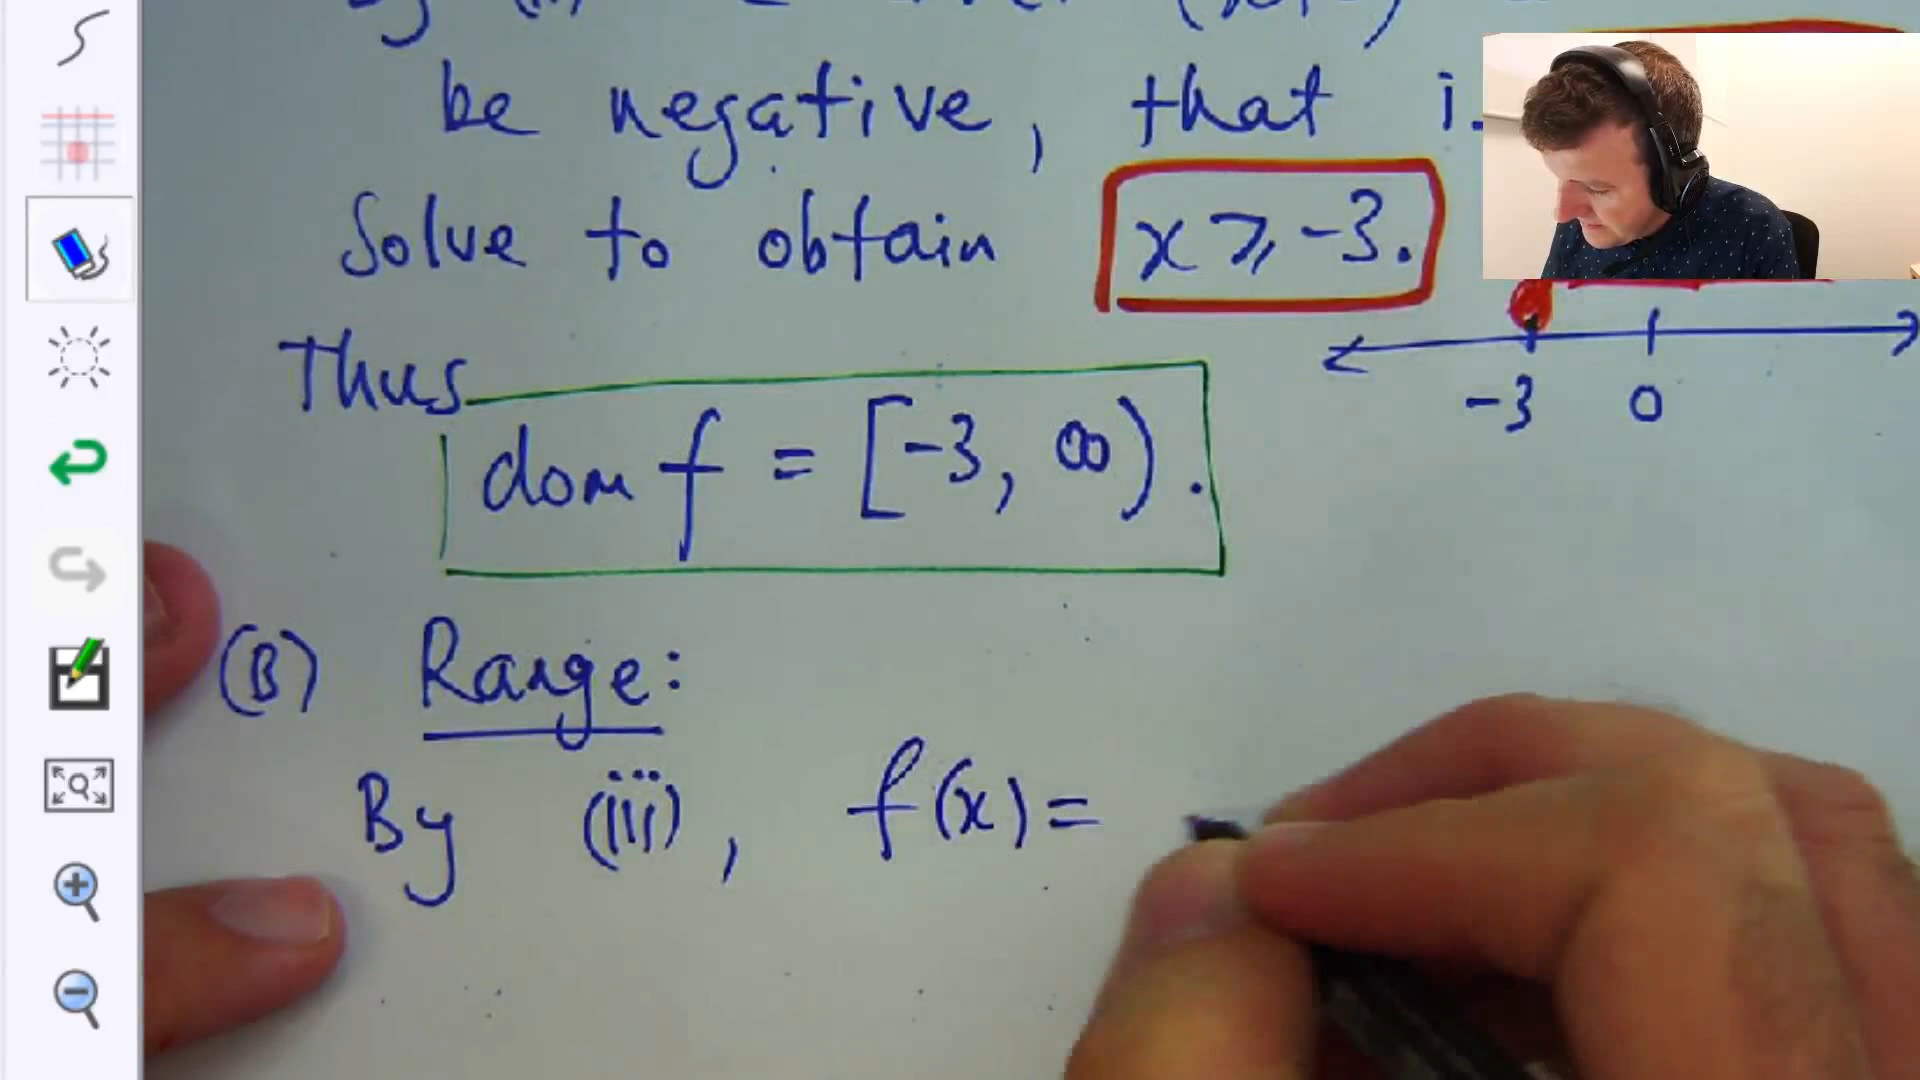 be negative, that
Solve to obtain x ⩾ -3.
-3 0
Thus
dom f = [-3, ∞).
(B) Range:
By (iii), f(x) =